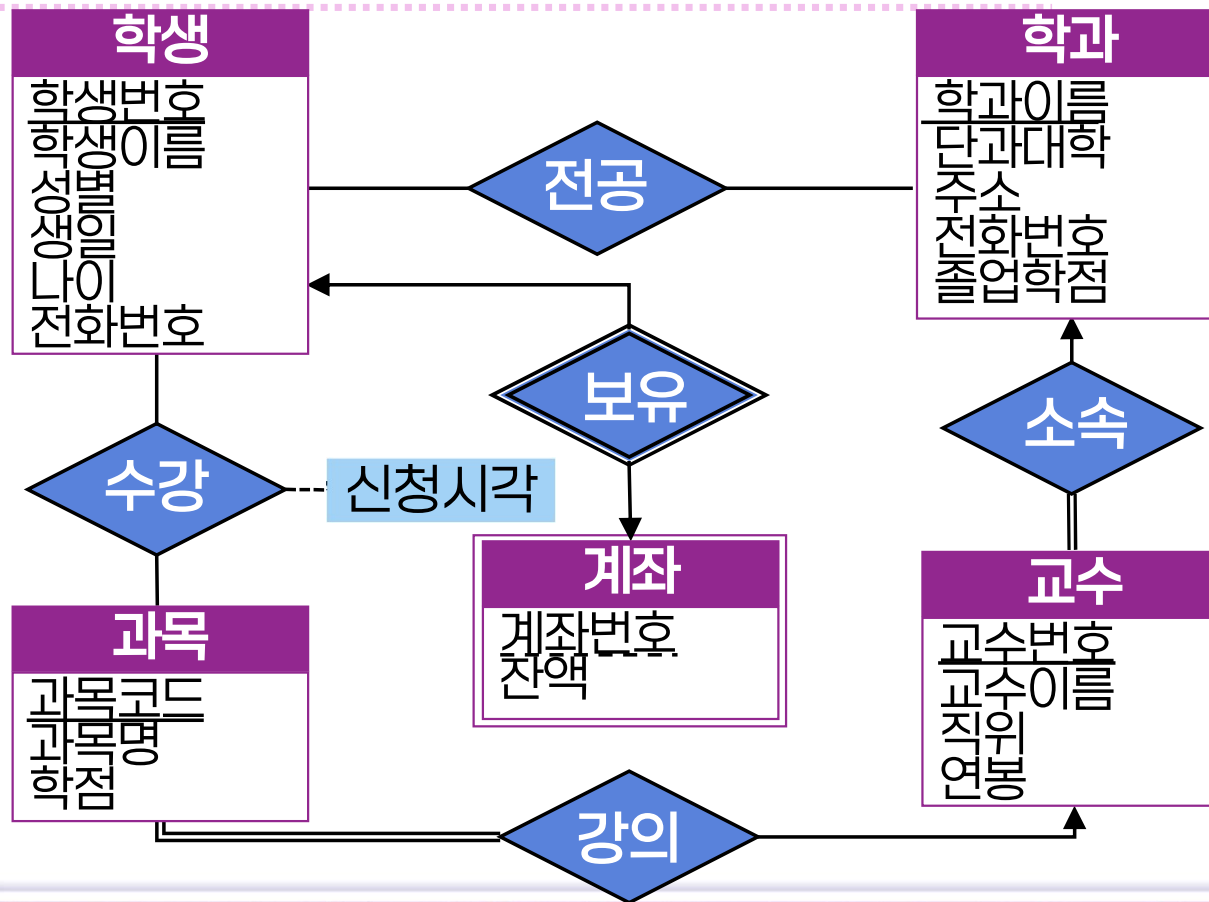 학생
학생번호
학생이름
성별
생일
나이
전화번호
전공
학과
학과이름
단과대학
주소
전화번호
졸업학점
보유
소속
수강
신청시각
계좌
계좌번호
잔액
과목
과목코드
과목명
학점
교수
교수번호
교수이름
직위
연봉
강의